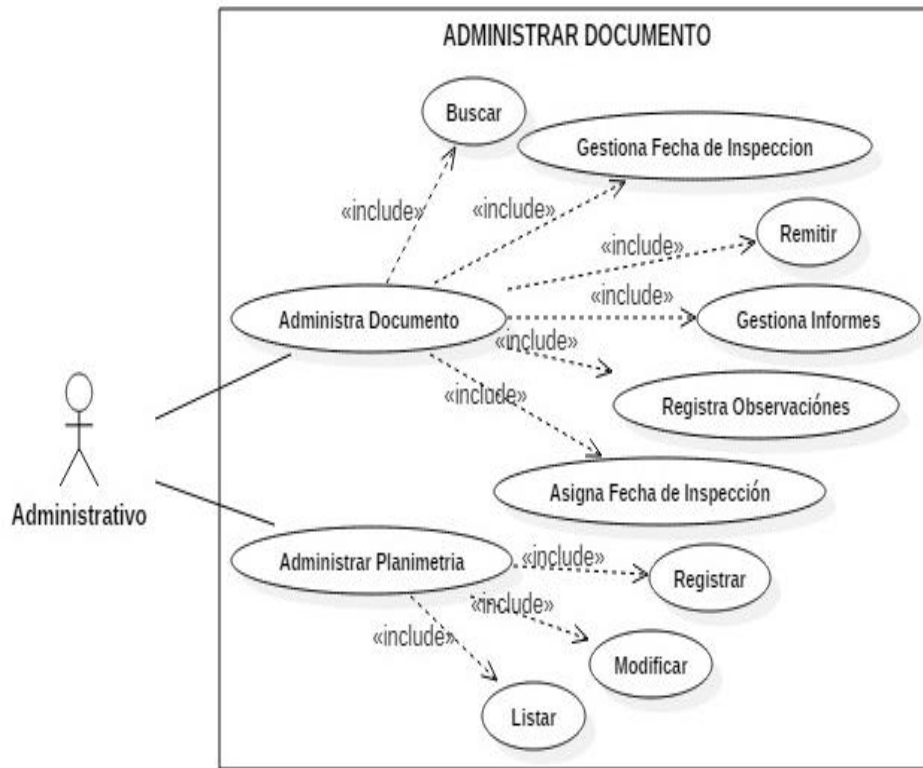 ADMINISTRAR DOCUMENTO
Buscar
Gestiona Fecha de Inspeccion
«include»
«include»
Remitir
«include»
«include»
Administra Documento
Gestiona Informes
«include»
«include»
Registra Observaciónes
Asigna Fecha de Inspección
Administrativo
Administrar Planimetria
«include»
Registrar
«include»
«include»
Modificar
Listar